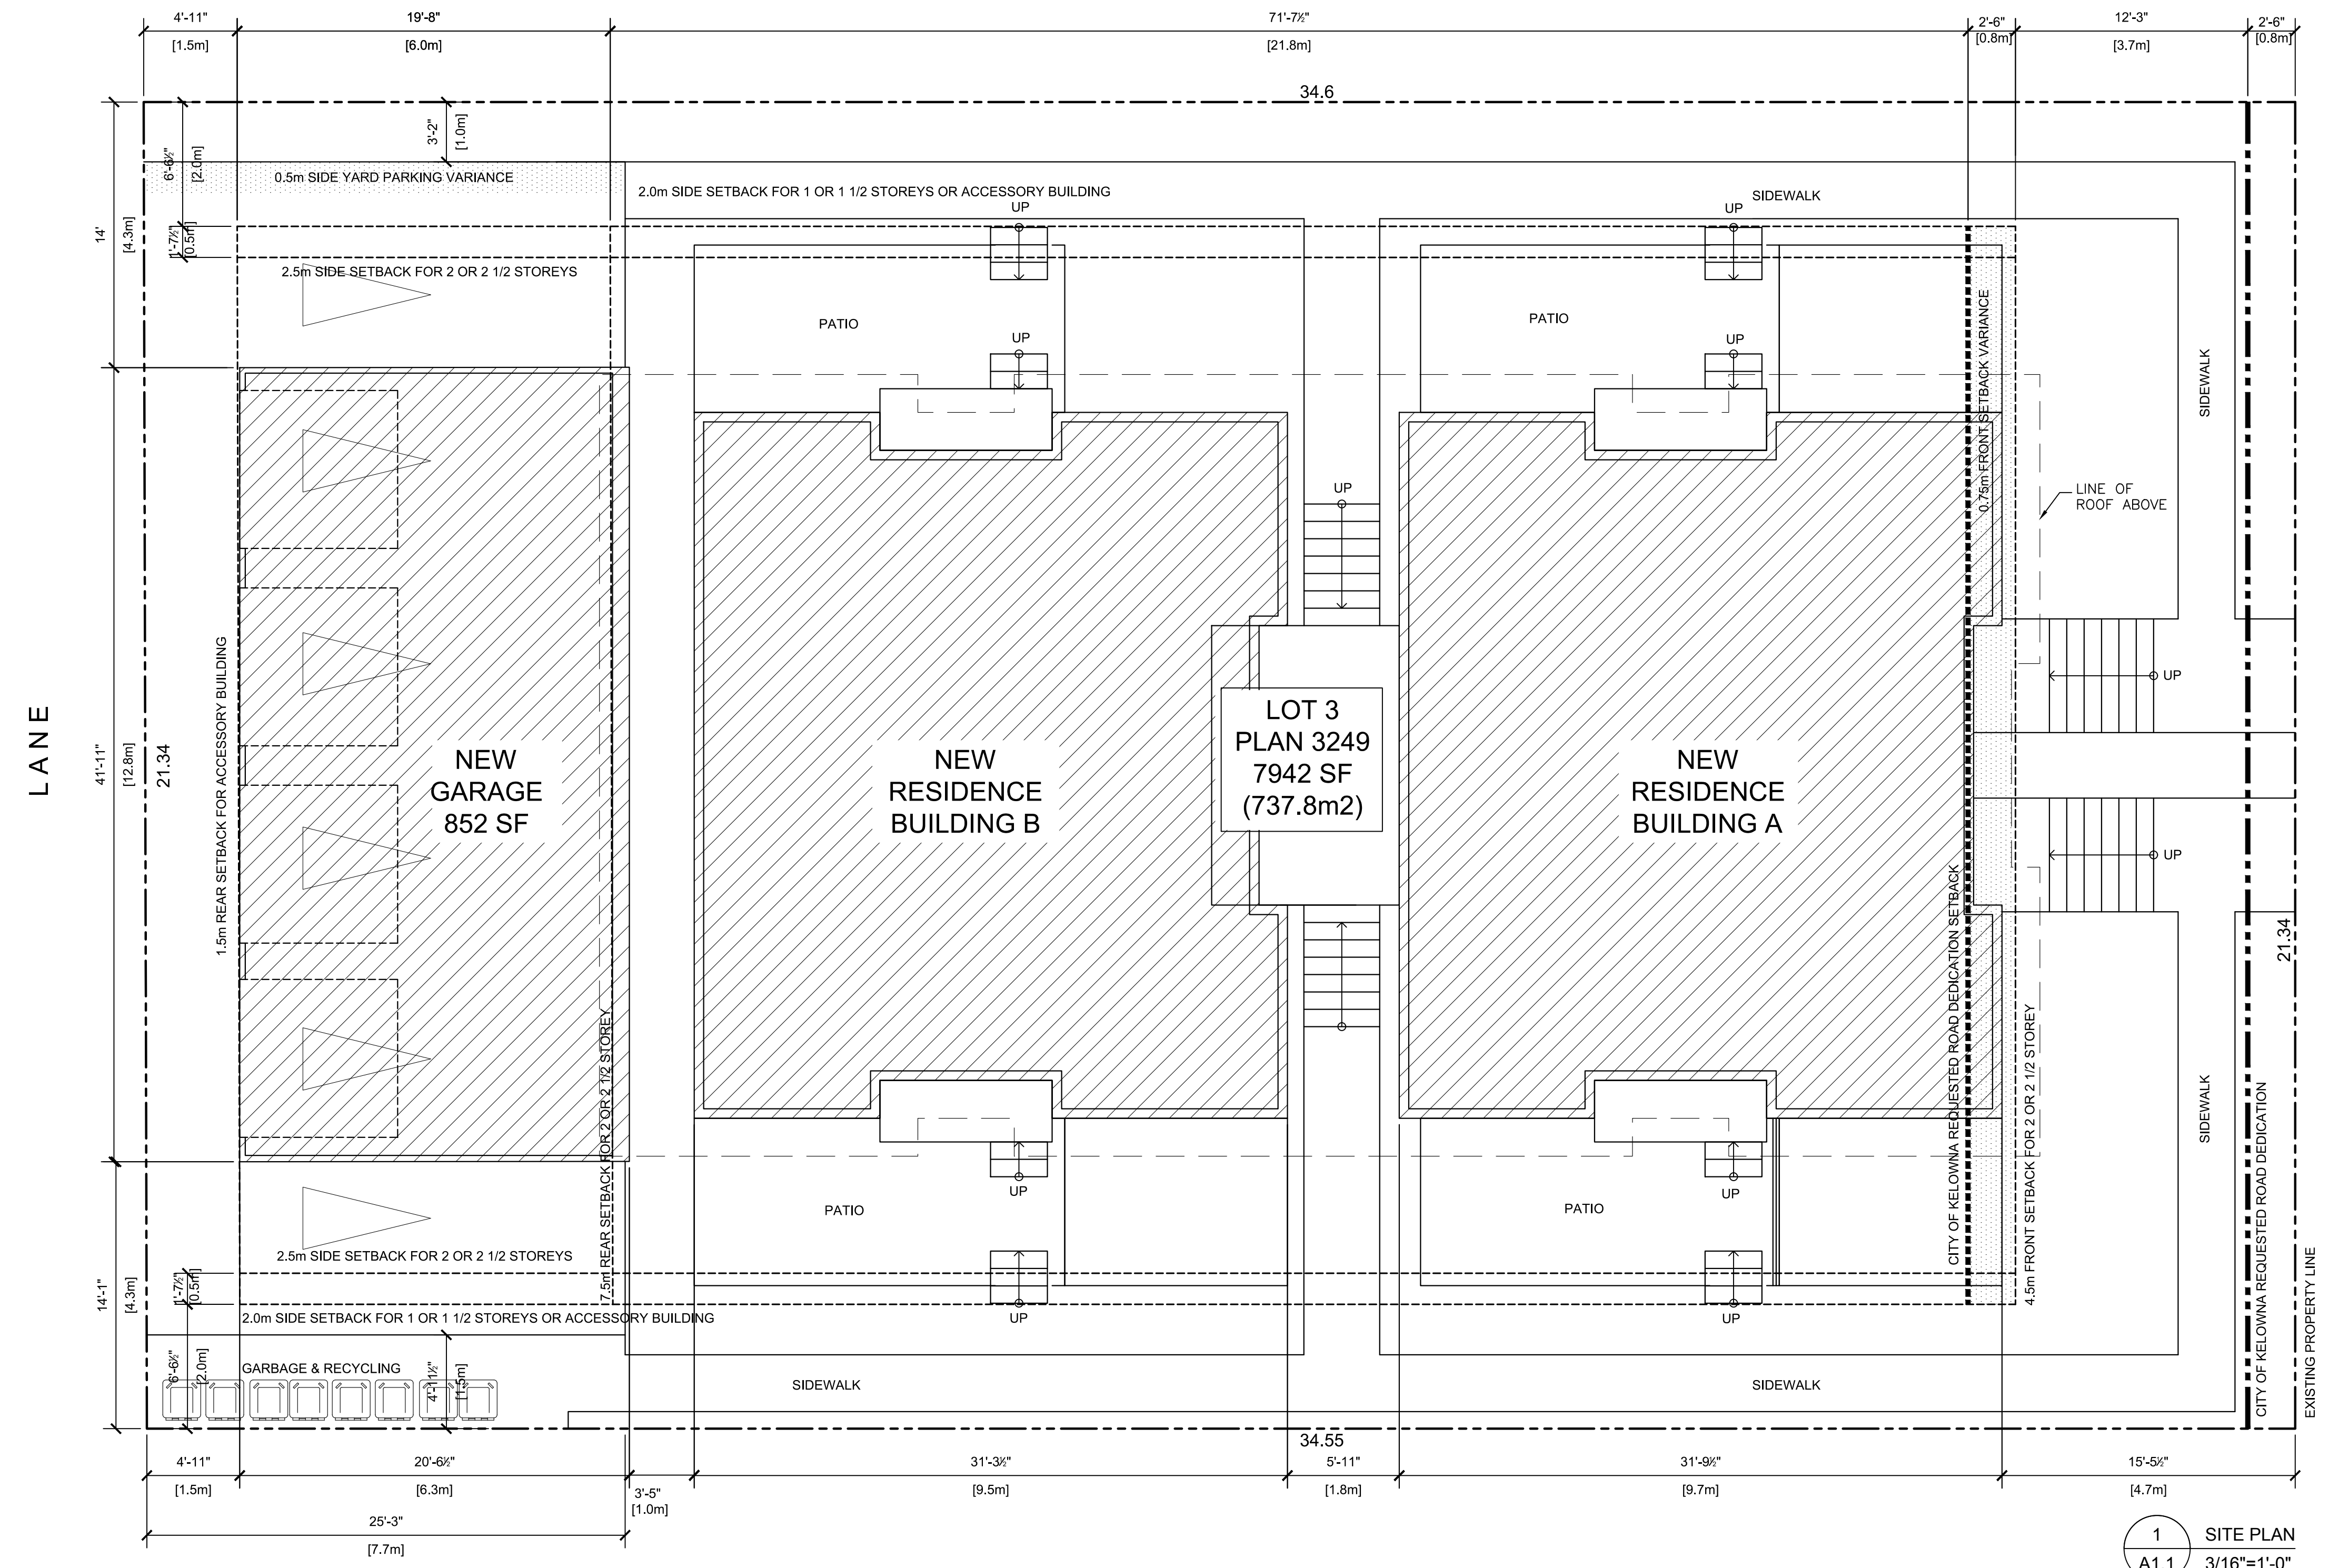 4'-11"
19'-8"
71'-7½"
2'-6"
12'-3"
2'-6"
[1.5m]
[6.0m]
[21.8m]
[0.8m]
[3.7m]
[0.8m]
34.6
3'-2"
[1.0m]
6'-6½"
[2.0m]
0.5m SIDE YARD PARKING VARIANCE
2.0m SIDE SETBACK FOR 1 OR 1 1/2 STOREYS OR ACCESSORY BUILDING
SIDEWALK
UP
UP
14'
[4.3m]
1'-7½"
[0.5m]
2.5m SIDE SETBACK FOR 2 OR 2 1/2 STOREYS
PATIO
UP
PATIO
UP
0.75m FRONT SETBACK VARIANCE
SIDEWALK
LINE OF
ROOF ABOVE
UP
UP
LANE
41'-11"
[12.8m]
21.34
1.5m REAR SETBACK FOR ACCESSORY BUILDING
NEW
GARAGE
852 SF
NEW
RESIDENCE
BUILDING B
LOT 3
PLAN 3249
7942 SF
(737.8m2)
NEW
RESIDENCE
BUILDING A
UP
21.34
CITY OF KELOWNA REQUESTED ROAD DEDICATION SETBACK
7.5m REAR SETBACK FOR 2 OR 2 1/2 STOREY
4.5m FRONT SETBACK FOR 2 OR 2 1/2 STOREY
SIDEWALK
CITY OF KELOWNA REQUESTED ROAD DEDICATION
EXISTING PROPERTY LINE
UP
UP
PATIO
PATIO
14'-1"
[4.3m]
2.5m SIDE SETBACK FOR 2 OR 2 1/2 STOREYS
1'-7½"
[0.5m]
2.0m SIDE SETBACK FOR 1 OR 1 1/2 STOREYS OR ACCESSORY BUILDING
UP
UP
6'-6½"
[2.0m]
GARBAGE & RECYCLING
4'-11½"
[1.5m]
SIDEWALK
SIDEWALK
34.55
4'-11"
20'-6½"
31'-3½"
5'-11"
31'-9½"
15'-5½"
[1.5m]
[6.3m]
3'-5"
[1.0m]
[9.5m]
[1.8m]
[9.7m]
[4.7m]
25'-3"
[7.7m]
1
SITE PLAN
A1.1
3/16"=1'-0"